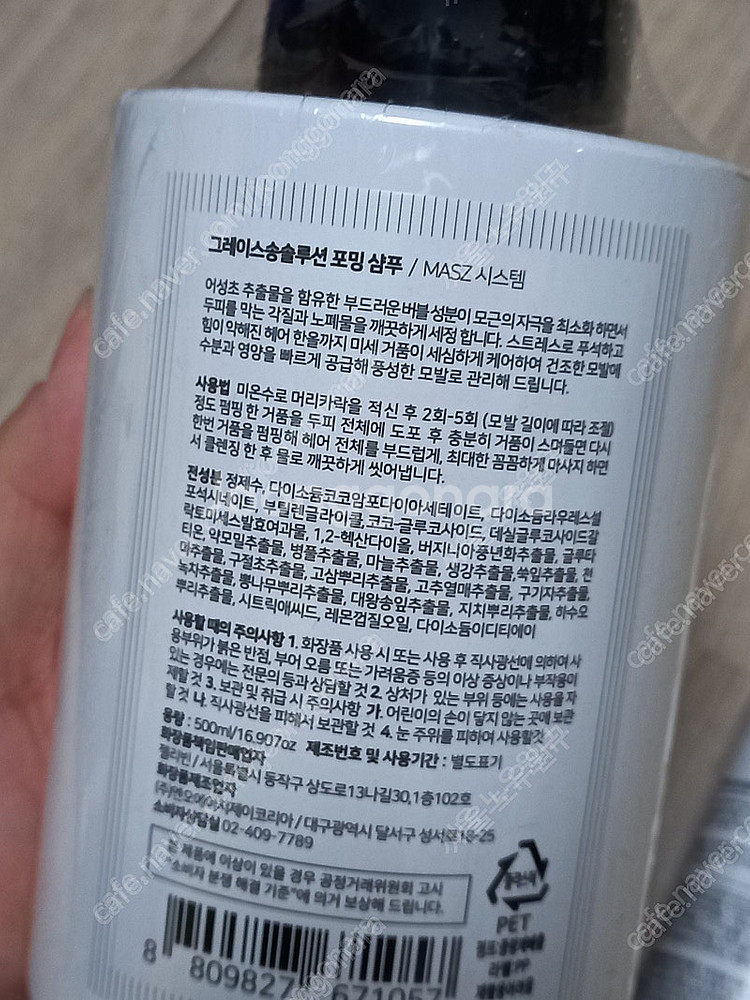 그레이스송솔루션 포밍 샴푸 / MASZ 시스템
어성초 추출물을 함유한 부드러운 버블 성분이 모근의 자극을 최소화 하면서
두피를 막는 각질과 노폐물을 깨끗하게 세정 합니다. 스트레스로 푸석하고
힘이 약해진 헤어 한올까지 미세 거품이 세심하게 케어하여 건조한 모발에
수분과 영양을 빠르게 공급해 풍성한 모발로 관리해 드립니다.
사용법 미온수로 머리카락을 적신 후 2회-5회 (모발 길이에 따라 조절)
정도 펌핑 한 거품을 두피 전체에 도포 후 충분히 거품이 스며들면 다시
한번 거품을 펌핑해 헤어 전체를 부드럽게, 최대한 꼼꼼하게 마사지 하면
서 클렌징 한 후 물로 깨끗하게 씻어냅니다.
전성분 정제수, 다이소듐코코암포다이아세테이트, 다이소듐라우레스설
포석시네이트, 부틸렌글라이콜, 코코-글루코사이드, 데실글루코사이드갈
락토미세스발효여과물, 1,2-헥산다이올, 버지니아풍년화추출물, 글루타
티온, 약모밀추출물, 병풀추출물, 마늘추출물, 생강추출물, 쑥잎추출물, 천
마추출물, 구절초추출물, 고삼뿌리추출물, 고추열매추출물, 구기자추출물,
녹차추출물, 뽕나무뿌리추출물, 대왕송잎추출물, 지치뿌리추출물, 하수오
뿌리추출물, 시트릭애씨드, 레몬껍질오일, 다이소듐이디티에이
사용할 때의 주의사항 1. 화장품 사용 시 또는 사용 후 직사광선에 의하여 사
용부위가 붉은 반점, 부어 오름 또는 가려움증 등의 이상 증상이나 부작용이
있는 경우에는 전문의 등과 상담할 것 2. 상처가 있는 부위 등에는 사용을 자
제할 것 3. 보관 및 취급 시 주의사항 가. 어린이의 손이 닿지 않는 곳에 보관
할 것 나. 직사광선을 피해서 보관할 것 4. 눈 주위를 피하여 사용할것
용량 : 500ml/16.907oz 제조번호 및 사용기간 : 별도표기
화장품책임판매업자
젤리빈 / 서울특별시 동작구 상도로13나길30,1층102호
화장품제조업자
(주)엔오에이치제이코리아 / 대구광역시 달서구 성서로18-25
소비자상담실 02-409-7789
본 제품에 이상이 있을 경우 공정거래위원회 고시
"소비자 분쟁 해결 기준"에 의거 보상해 드립니다.
플라스틱
PET
8 809827 671057
cafe.naver.com/joonggonara
joonggonara